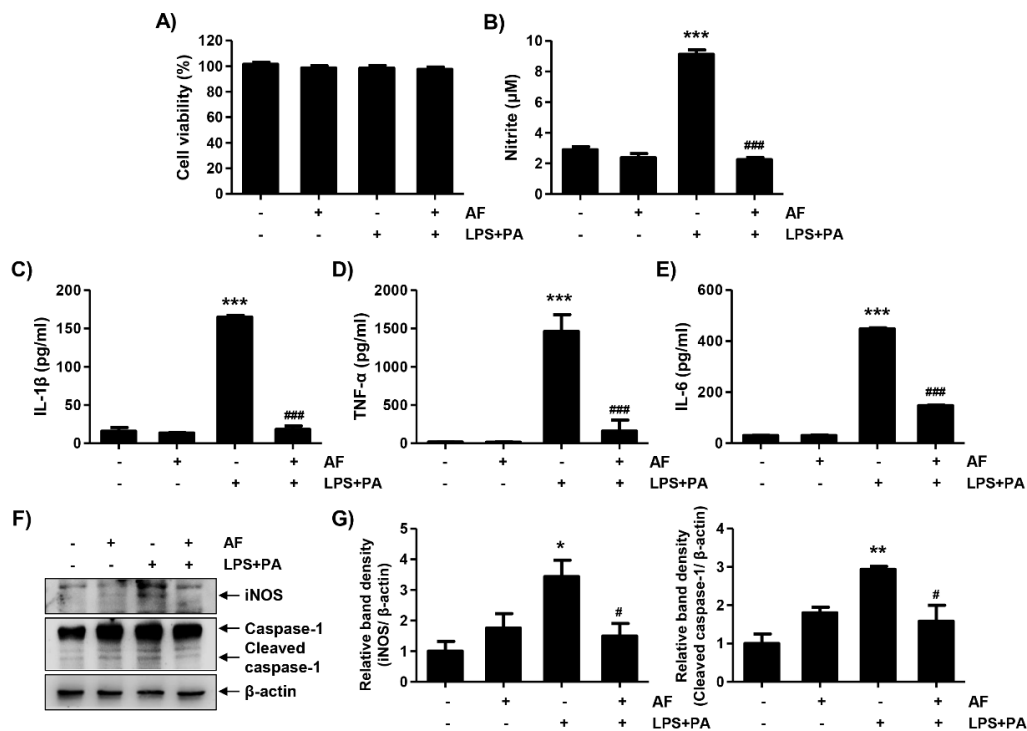 A)
Cell viability (%)
120
100
80
60
40
20
0
- + - + AF
- - + + LPS+PA
B)
Nitrite (μM)
10
8
6
4
2
0
***
###
- + - + AF
- - + + LPS+PA
C)
IL-1β (pg/ml)
200
150
100
50
0
***
###
- + - + AF
- - + + LPS+PA
D)
TNF-α (pg/ml)
2000
1500
1000
500
0
***
###
- + - + AF
- - + + LPS+PA
E)
IL-6 (pg/ml)
600
400
200
0
***
###
- + - + AF
- - + + LPS+PA
F)
- + - + AF
- - + + LPS+PA
iNOS
Caspase-1
Cleaved
caspase-1
β-actin
G)
Relative band density
(iNOS/ β-actin)
5
4
3
2
1
0
*
#
- + - + 
- - + + 
Relative band density
(Cleaved caspase-1/ β-actin)
4
3
2
1
0
**
#
- + - + AF
- - + + LPS+PA